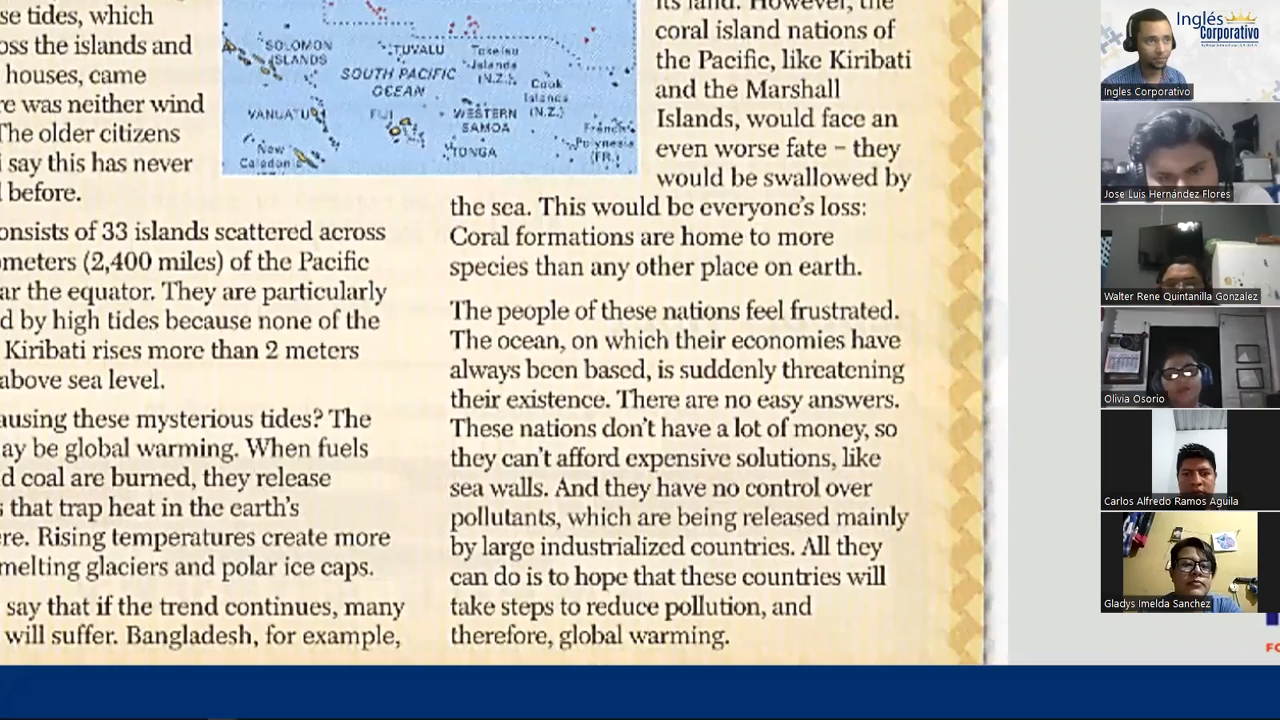 se tides, which
oss the islands and
houses, came
re was neither wind
The older citizens
i say this has never
d before.
SOLOMON
ISLANDS
TUVALU
Tokelau
Islands
(N.Z.)
SOUTH PACIFIC
OCEAN
Cook
Islands
(N.Z.)
VANUATU
FIJI
WESTERN
SAMOA
French
Polynesia
(FR.)
New
Caledonia
TONGA
onsists of 33 islands scattered across
ometers (2,400 miles) of the Pacific
ar the equator. They are particularly
d by high tides because none of the
Kiribati rises more than 2 meters
above sea level.
ausing these mysterious tides? The
ay be global warming. When fuels
d coal are burned, they release
s that trap heat in the earth's
re. Rising temperatures create more
melting glaciers and polar ice caps.
say that if the trend continues, many
will suffer. Bangladesh, for example,
its land. However, the
coral island nations of
the Pacific, like Kiribati
and the Marshall
Islands, would face an
even worse fate – they
would be swallowed by
the sea. This would be everyone's loss:
Coral formations are home to more
species than any other place on earth.
The people of these nations feel frustrated.
The ocean, on which their economies have
always been based, is suddenly threatening
their existence. There are no easy answers.
These nations don't have a lot of money, so
they can't afford expensive solutions, like
sea walls. And they have no control over
pollutants, which are being released mainly
by large industrialized countries. All they
can do is to hope that these countries will
take steps to reduce pollution, and
therefore, global warming.
Inglés
Corporativo
Ingles Corporativo
Jose Luis Hernández Flores
Walter Rene Quintanilla Gonzalez
Olivia Osorio
Carlos Alfredo Ramos Aguila
Gladys Imelda Sanchez
FO